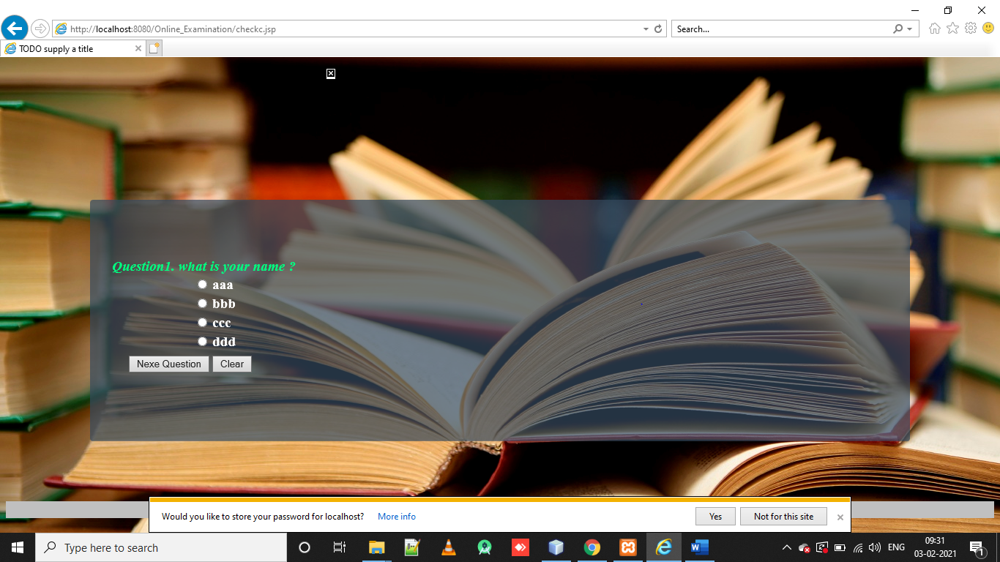 http://localhost:8080/Online_Examination/checkc.jsp
Search...
TODO supply a title
Question1. what is your name ?
aaa
bbb
ccc
ddd
Nexe Question Clear
Would you like to store your password for localhost? More info Yes Not for this site
Type here to search
ENG
09:31
03-02-2021
1